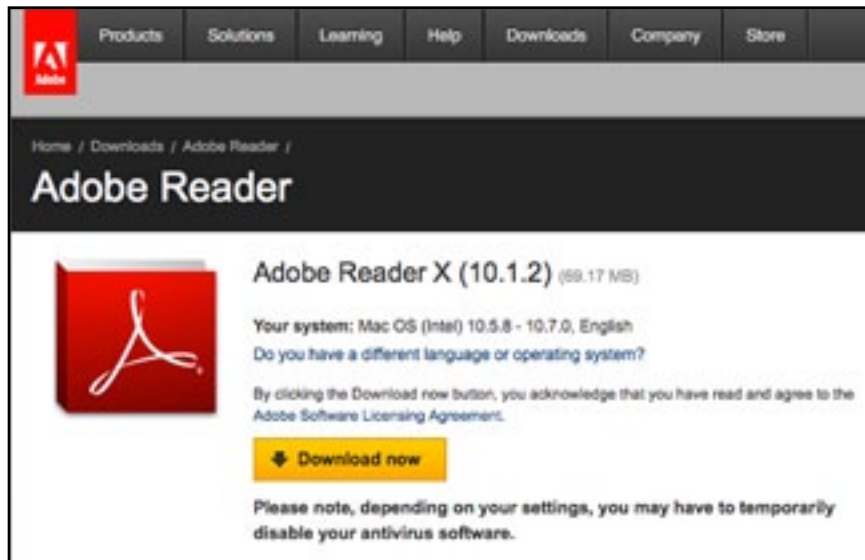 Products Solutions Learning Help Downloads Company Store
Adobe
Home / Downloads / Adobe Reader /
Adobe Reader
Adobe Reader X (10.1.2) (69.17 MB)
Your system: Mac OS (Intel) 10.5.8 - 10.7.0, English
Do you have a different language or operating system?
By clicking the Download now button, you acknowledge that you have read and agree to the
Adobe Software Licensing Agreement.
Download now
Please note, depending on your settings, you may have to temporarily
disable your antivirus software.